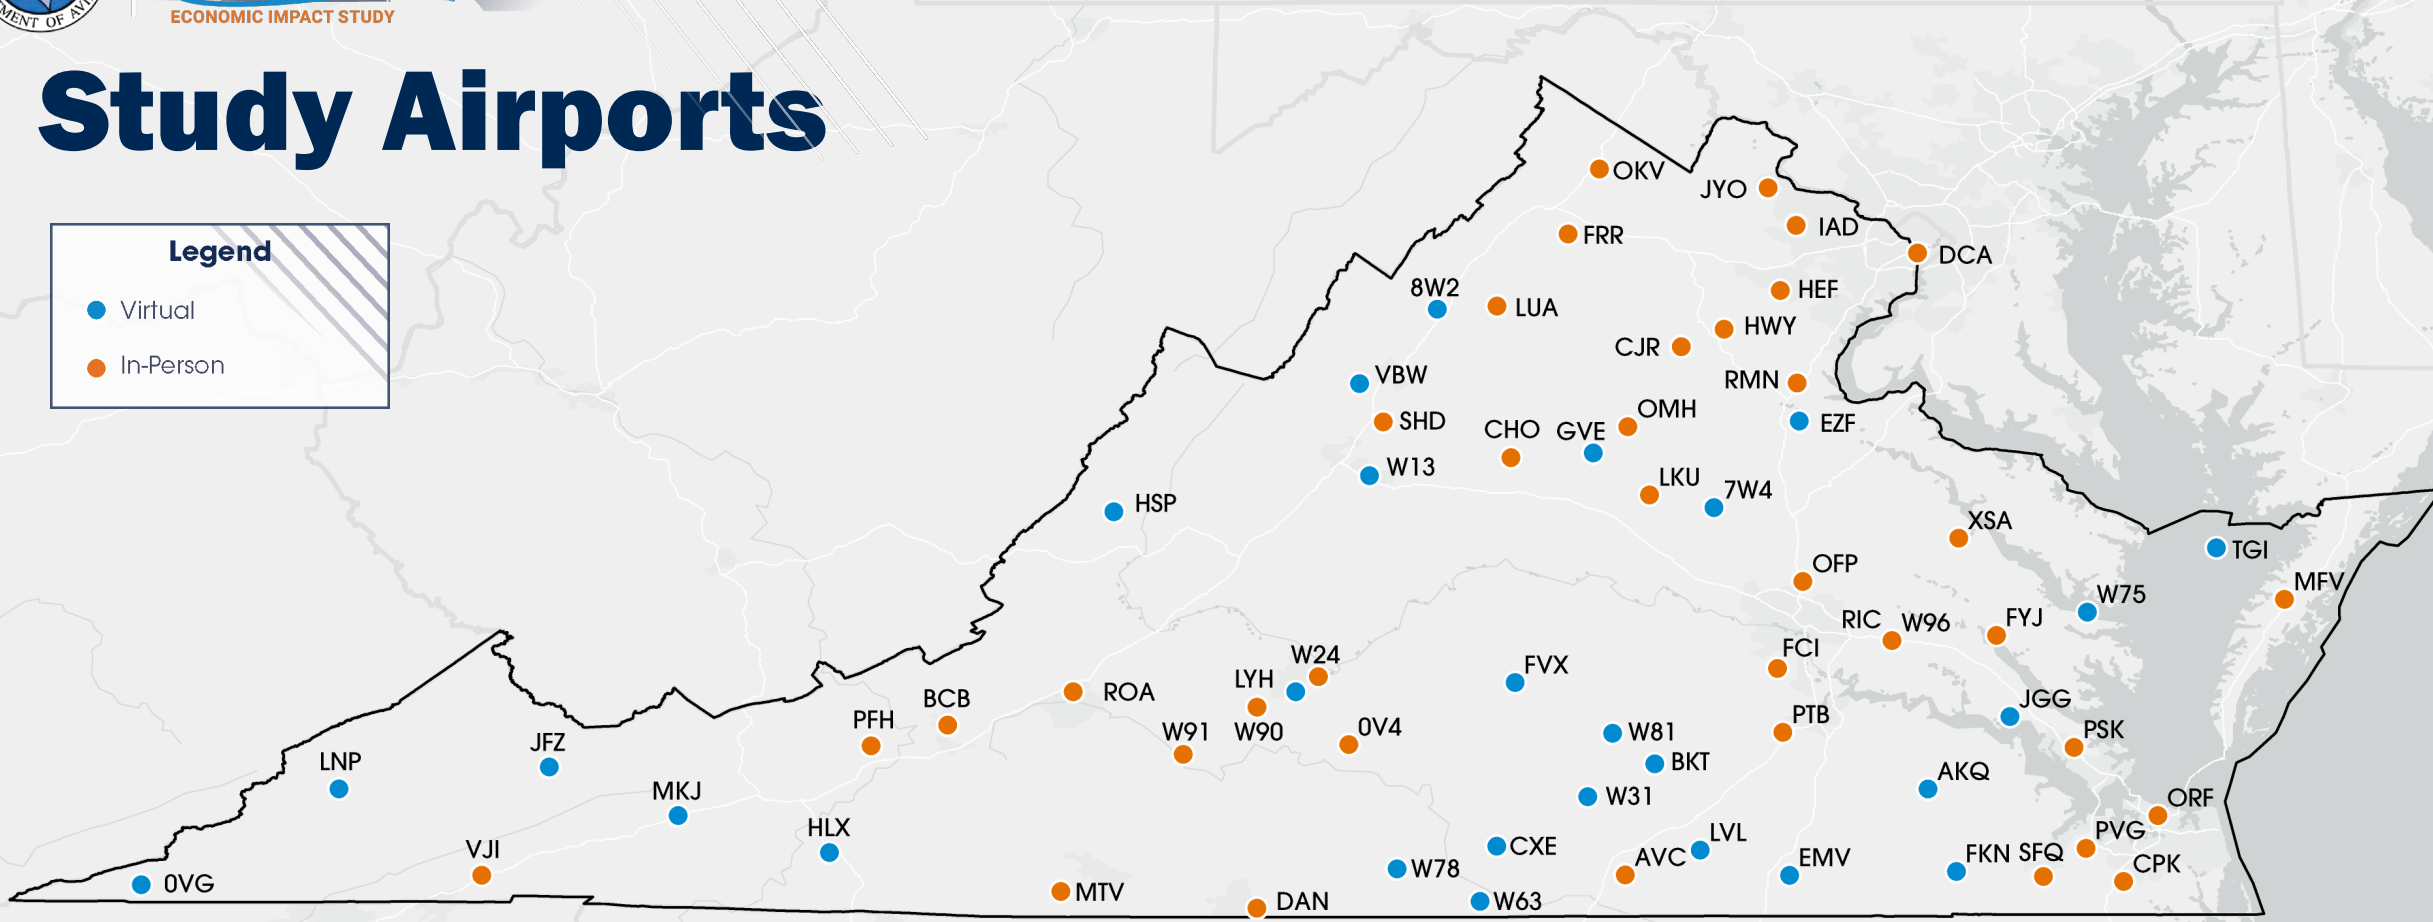 ECONOMIC IMPACT STUDY
Study Airports
Legend
Virtual
In-Person
OKV
JYO
IAD
FRR
DCA
8W2
LUA
HEF
HWY
CJR
VBW
RMN
SHD
OMH
CHO
GVE
EZF
W13
HSP
LKU
7W4
XSA
TGI
OFP
MFV
W75
RIC
W96
FYJ
FCI
W24
LYH
FVX
ROA
BCB
JGG
PFH
PTB
W91
W90
0V4
W81
PSK
JFZ
LNP
BKT
AKQ
MKJ
W31
ORF
HLX
PVG
LVL
CXE
VJI
AVC
EMV
FKN
SFQ
CPK
W78
0VG
MTV
DAN
W63